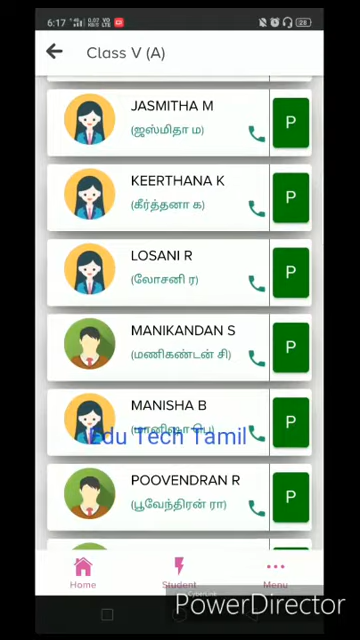 6:17
Class V (A)
JASMITHA M
(ஜஸ்மிதா ம)
P
KEERTHANA K
(கீர்த்தனா க)
P
LOSANI R
(லோசனி ர)
P
MANIKANDAN S
(மணிகண்டன் சி)
P
MANISHA B
P
Edu Tech Tamil
POOVENDRAN R
(பூவேந்திரன் ரா)
P
Home
Student
Menu
CyberLink
PowerDirector